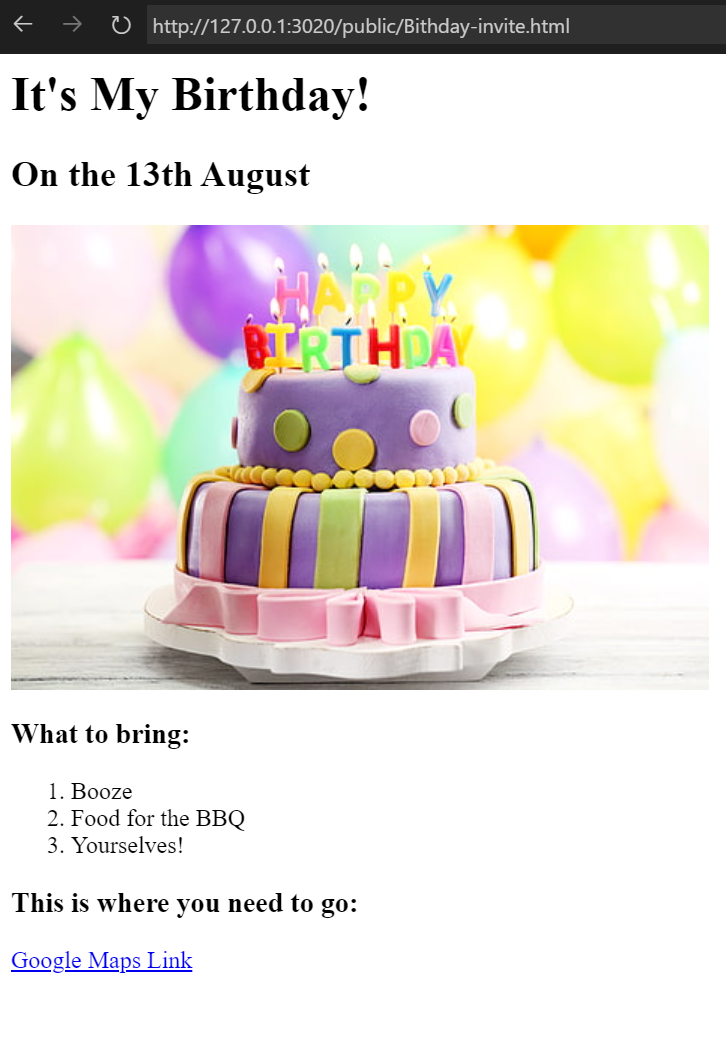 http://127.0.0.1:3020/public/Bithday-invite.html
It's My Birthday!
On the 13th August
HAPPY
BIRTHDAY
What to bring:
1. Booze
2. Food for the BBQ
3. Yourselves!
This is where you need to go:
Google Maps Link